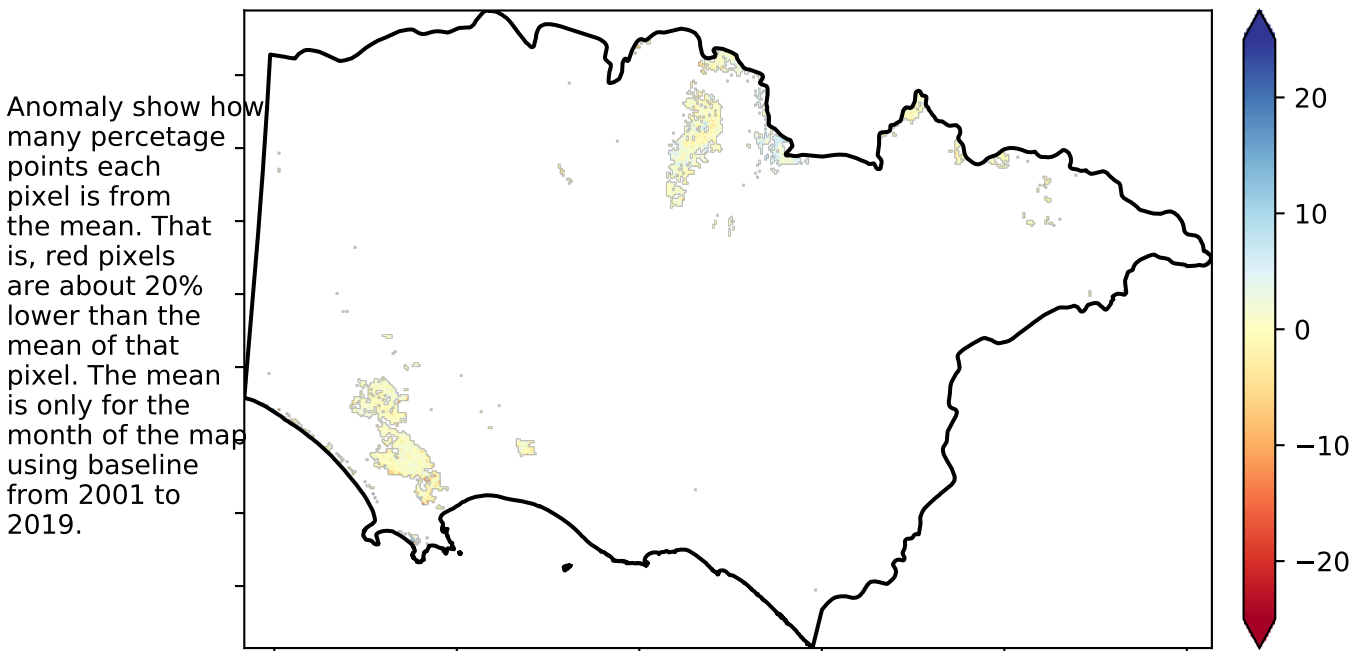 Anomaly show how
many percetage
points each
pixel is from
the mean. That
is, red pixels
are about 20%
lower than the
mean of that
pixel. The mean
is only for the
month of the map
using baseline
from 2001 to
2019.
20
10
0
−10
−20